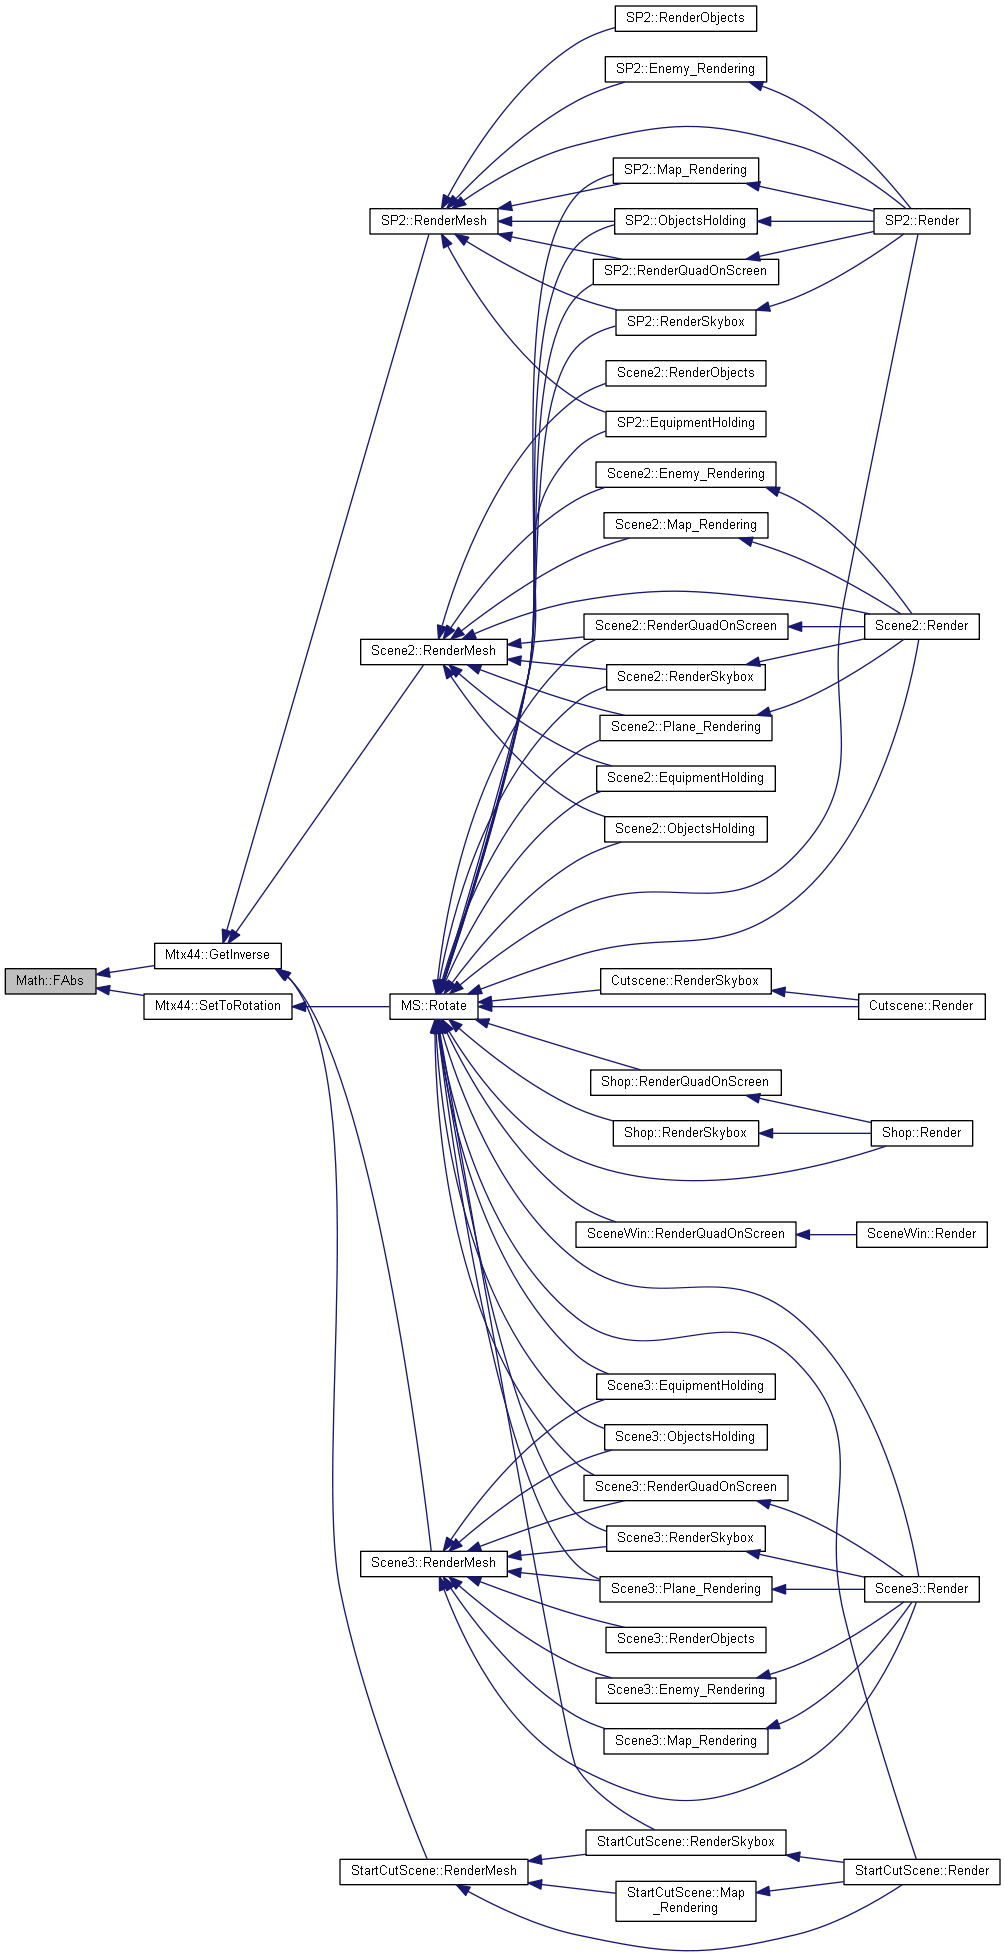 SP2::RenderObjects
SP2::Enemy_Rendering
SP2::Map_Rendering
SP2::RenderMesh
SP2::ObjectsHolding
SP2::Render
SP2::RenderQuadOnScreen
SP2::RenderSkybox
Scene2::RenderObjects
SP2::EquipmentHolding
Scene2::Enemy_Rendering
Scene2::Map_Rendering
Scene2::RenderQuadOnScreen
Scene2::Render
Scene2::RenderMesh
Scene2::RenderSkybox
Scene2::Plane_Rendering
Scene2::EquipmentHolding
Scene2::ObjectsHolding
Mtx44::GetInverse
Math::FAbs
Cutscene::RenderSkybox
Mtx44::SetToRotation
MS::Rotate
Cutscene::Render
Shop::RenderQuadOnScreen
Shop::RenderSkybox
Shop::Render
SceneWin::RenderQuadOnScreen
SceneWin::Render
Scene3::EquipmentHolding
Scene3::ObjectsHolding
Scene3::RenderQuadOnScreen
Scene3::RenderSkybox
Scene3::RenderMesh
Scene3::Plane_Rendering
Scene3::Render
Scene3::RenderObjects
Scene3::Enemy_Rendering
Scene3::Map_Rendering
StartCutScene::RenderSkybox
StartCutScene::RenderMesh
StartCutScene::Render
StartCutScene::Map
_Rendering